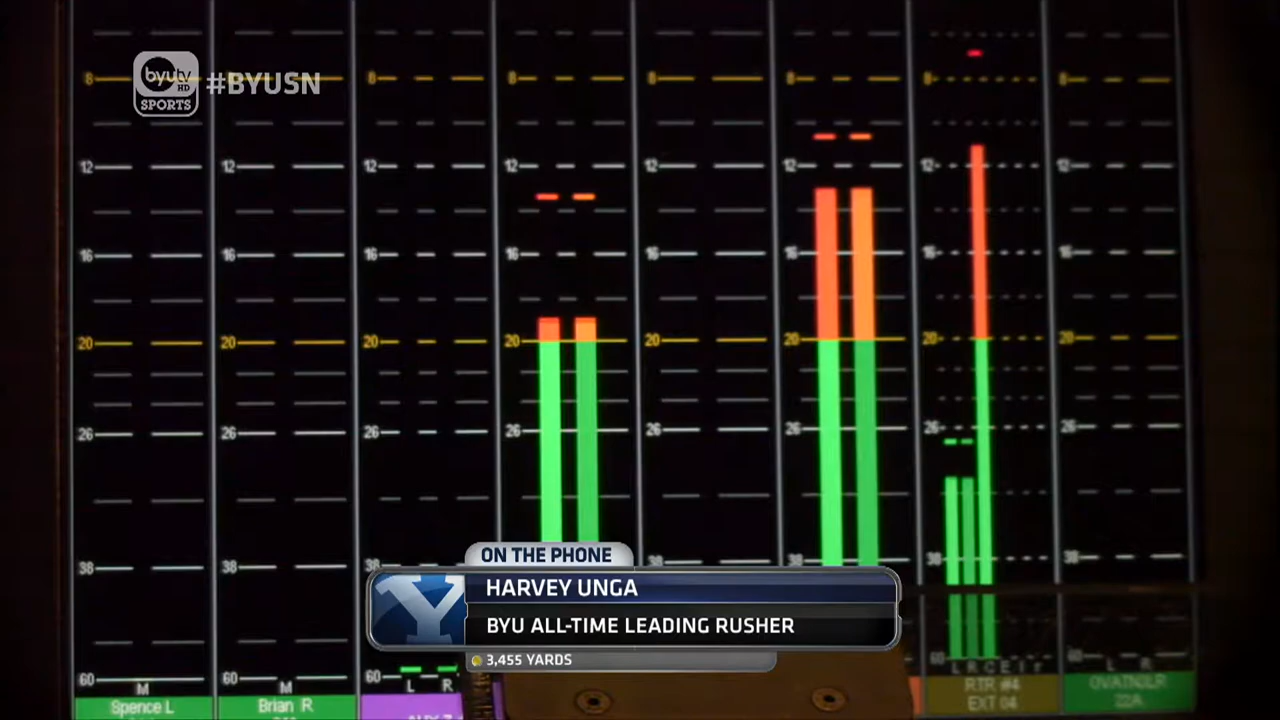 byutv
HD
SPORTS
#BYUSN
8 8 8 8 8 8 8
12 12 12 12 12 12 12 12
16 16 16 16 16 16 16 16
20 20 20 20 20 20 20 20
26 26 26 26 26 26 26 26
38 38 38 38 38 38 38
60 60 60 60 60
M M L R L R C E L R
ON THE PHONE
HARVEY UNGA
BYU ALL-TIME LEADING RUSHER
3,455 YARDS
Spence L
Brian R
RTR #4
EXT 04
22A